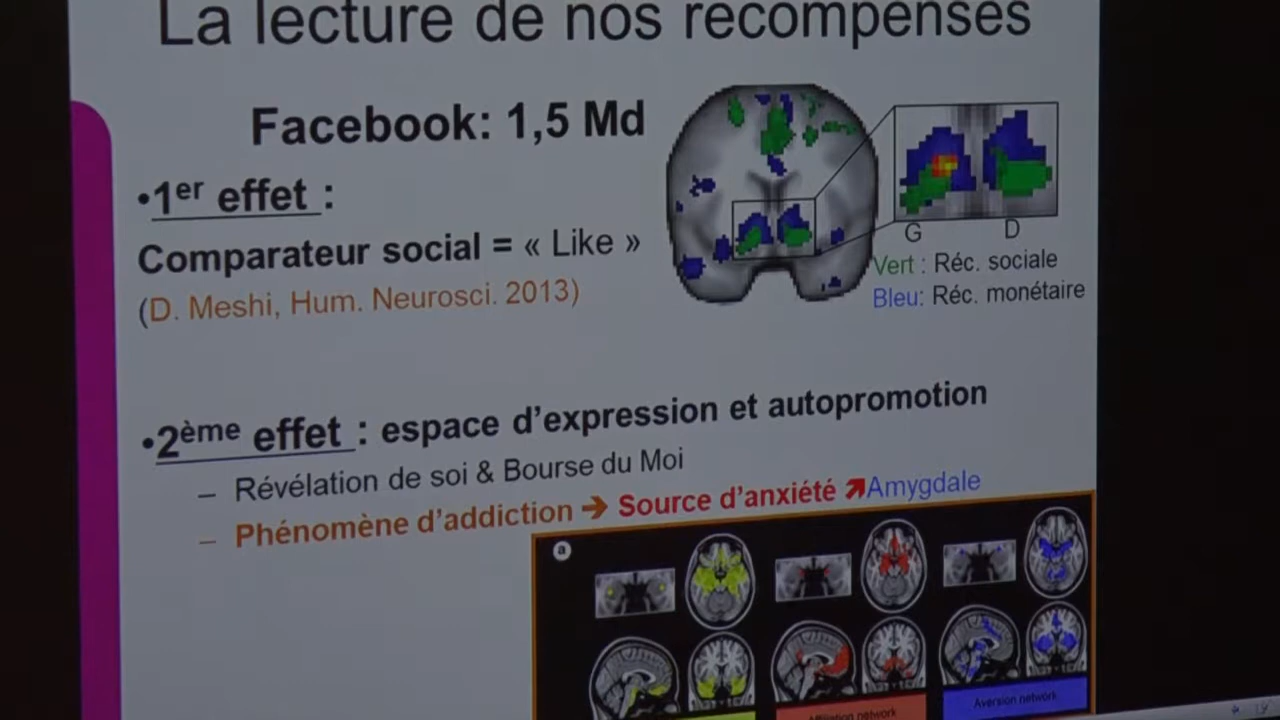 La lecture de nos récompenses
Facebook: 1,5 Md
•1er effet :
Comparateur social = « Like »
(D. Meshi, Hum. Neurosci. 2013)
G D
Vert : Réc. sociale
Bleu: Réc. monétaire
•2ème effet : espace d'expression et autopromotion
– Révélation de soi & Bourse du Moi
– Phénomène d'addiction ➔ Source d'anxiété ↗Amygdale
a
Affiliation network
Aversion network